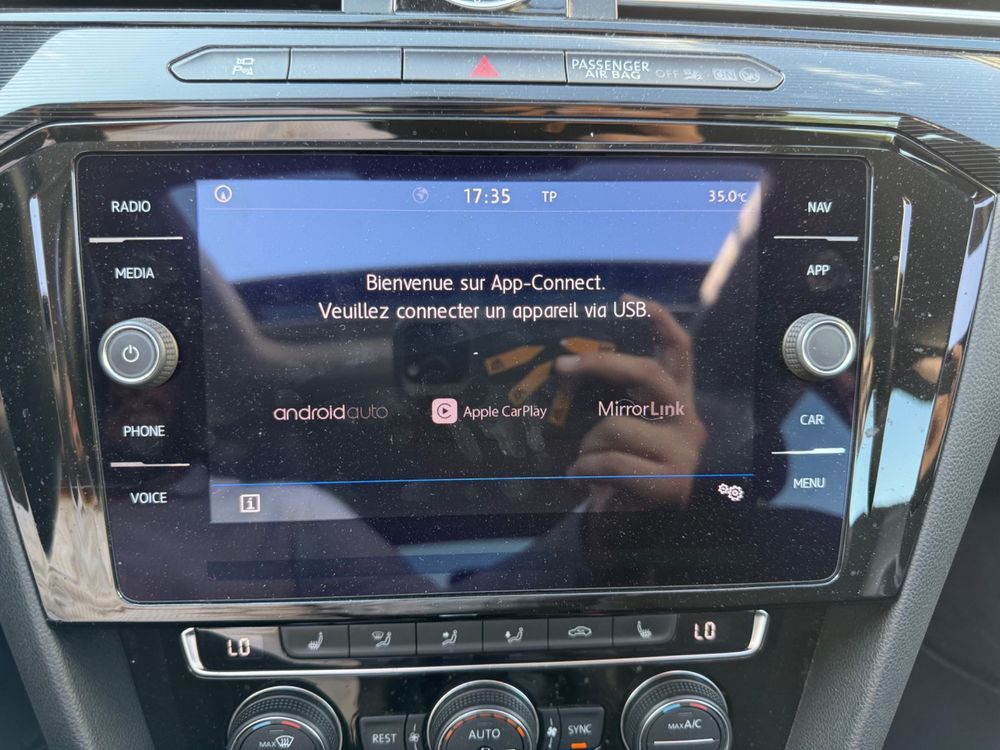 PASSENGER
AIR BAG OFF ON
RADIO
MEDIA
PHONE
VOICE
17:35 TP 35.0°C
Bienvenue sur App-Connect.
Veuillez connecter un appareil via USB.
android auto Apple CarPlay MirrorLink
i
NAV
APP
CAR
MENU
LO LO
MAX REST AUTO SYNC MAX A/C